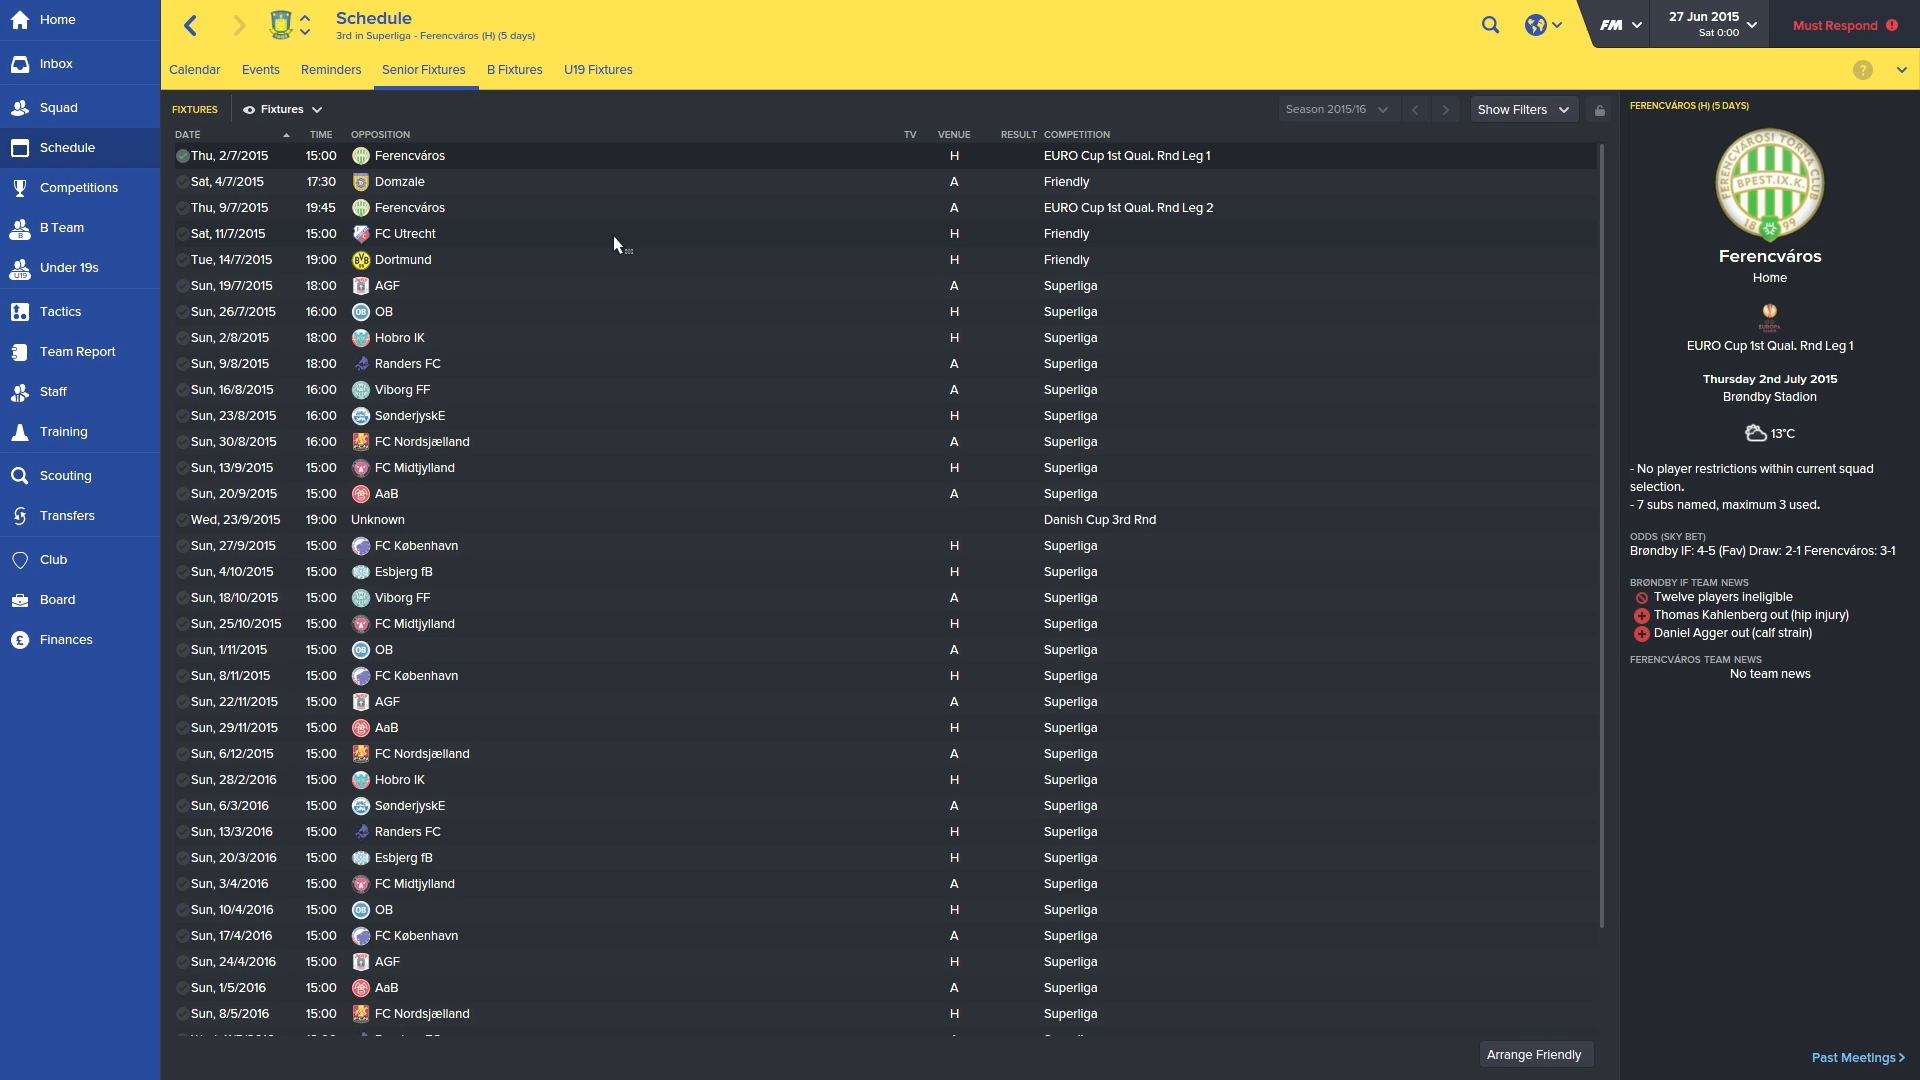 Home
Inbox
Squad
Schedule
Competitions
B Team
Under 19s
Tactics
Team Report
Staff
Training
Scouting
Transfers
Club
Board
Finances
Schedule
3rd in Superliga - Ferencváros (H) (5 days)
FM
27 Jun 2015
Sat 0:00
Must Respond
Calendar Events Reminders Senior Fixtures B Fixtures U19 Fixtures
FIXTURES Fixtures Season 2015/16 Show Filters
DATE TIME OPPOSITION TV VENUE RESULT COMPETITION
Thu, 2/7/2015 15:00 Ferencváros H EURO Cup 1st Qual. Rnd Leg 1
Sat, 4/7/2015 17:30 Domzale A Friendly
Thu, 9/7/2015 19:45 Ferencváros A EURO Cup 1st Qual. Rnd Leg 2
Sat, 11/7/2015 15:00 FC Utrecht H Friendly
Tue, 14/7/2015 19:00 Dortmund H Friendly
Sun, 19/7/2015 18:00 AGF A Superliga
Sun, 26/7/2015 16:00 OB H Superliga
Sun, 2/8/2015 18:00 Hobro IK H Superliga
Sun, 9/8/2015 18:00 Randers FC A Superliga
Sun, 16/8/2015 16:00 Viborg FF A Superliga
Sun, 23/8/2015 16:00 SønderjyskE H Superliga
Sun, 30/8/2015 16:00 FC Nordsjælland A Superliga
Sun, 13/9/2015 15:00 FC Midtjylland H Superliga
Sun, 20/9/2015 15:00 AaB A Superliga
Wed, 23/9/2015 19:00 Unknown Danish Cup 3rd Rnd
Sun, 27/9/2015 15:00 FC København H Superliga
Sun, 4/10/2015 15:00 Esbjerg fB H Superliga
Sun, 18/10/2015 15:00 Viborg FF A Superliga
Sun, 25/10/2015 15:00 FC Midtjylland H Superliga
Sun, 1/11/2015 15:00 OB A Superliga
Sun, 8/11/2015 15:00 FC København H Superliga
Sun, 22/11/2015 15:00 AGF A Superliga
Sun, 29/11/2015 15:00 AaB H Superliga
Sun, 6/12/2015 15:00 FC Nordsjælland A Superliga
Sun, 28/2/2016 15:00 Hobro IK H Superliga
Sun, 6/3/2016 15:00 SønderjyskE A Superliga
Sun, 13/3/2016 15:00 Randers FC H Superliga
Sun, 20/3/2016 15:00 Esbjerg fB H Superliga
Sun, 3/4/2016 15:00 FC Midtjylland A Superliga
Sun, 10/4/2016 15:00 OB H Superliga
Sun, 17/4/2016 15:00 FC København A Superliga
Sun, 24/4/2016 15:00 AGF H Superliga
Sun, 1/5/2016 15:00 AaB A Superliga
Sun, 8/5/2016 15:00 FC Nordsjælland H Superliga
Arrange Friendly
FERENCVÁROS (H) (5 DAYS)
FERENCVÁROSI TORNA CLUB
BPEST.IX.K.
1899
Ferencváros
Home
EUROPA
EURO Cup 1st Qual. Rnd Leg 1
Thursday 2nd July 2015
Brøndby Stadion
13°C
- No player restrictions within current squad
selection.
- 7 subs named, maximum 3 used.
ODDS (SKY BET)
Brøndby IF: 4-5 (Fav) Draw: 2-1 Ferencváros: 3-1
BRØNDBY IF TEAM NEWS
Twelve players ineligible
Thomas Kahlenberg out (hip injury)
Daniel Agger out (calf strain)
FERENCVÁROS TEAM NEWS
No team news
Past Meetings